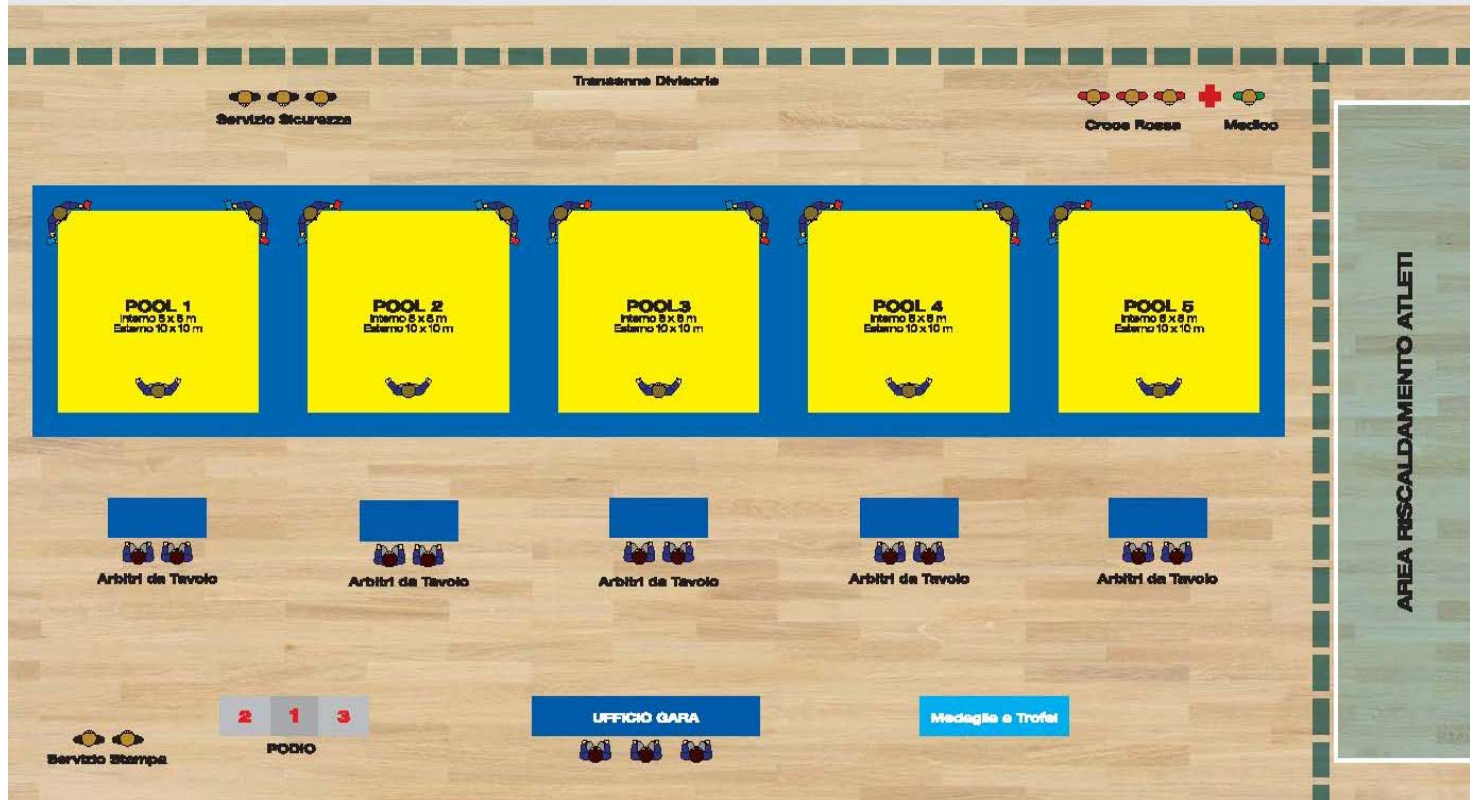 Transenne Divisorie
Servizio Sicurezza
Croce Rossa
Medico
POOL 1
Interno 8 x 8 m
Esterno 10 x 10 m
POOL 2
Interno 8 x 8 m
Esterno 10 x 10 m
POOL 3
Interno 8 x 8 m
Esterno 10 x 10 m
POOL 4
Interno 8 x 8 m
Esterno 10 x 10 m
POOL 5
Interno 8 x 8 m
Esterno 10 x 10 m
AREA RISCALDAMENTO ATLETI
Arbitri da Tavolo
Arbitri da Tavolo
Arbitri da Tavolo
Arbitri da Tavolo
Arbitri da Tavolo
2 1 3
PODIO
UFFICIO GARA
Medaglie e Trofei
Servizio Stampa